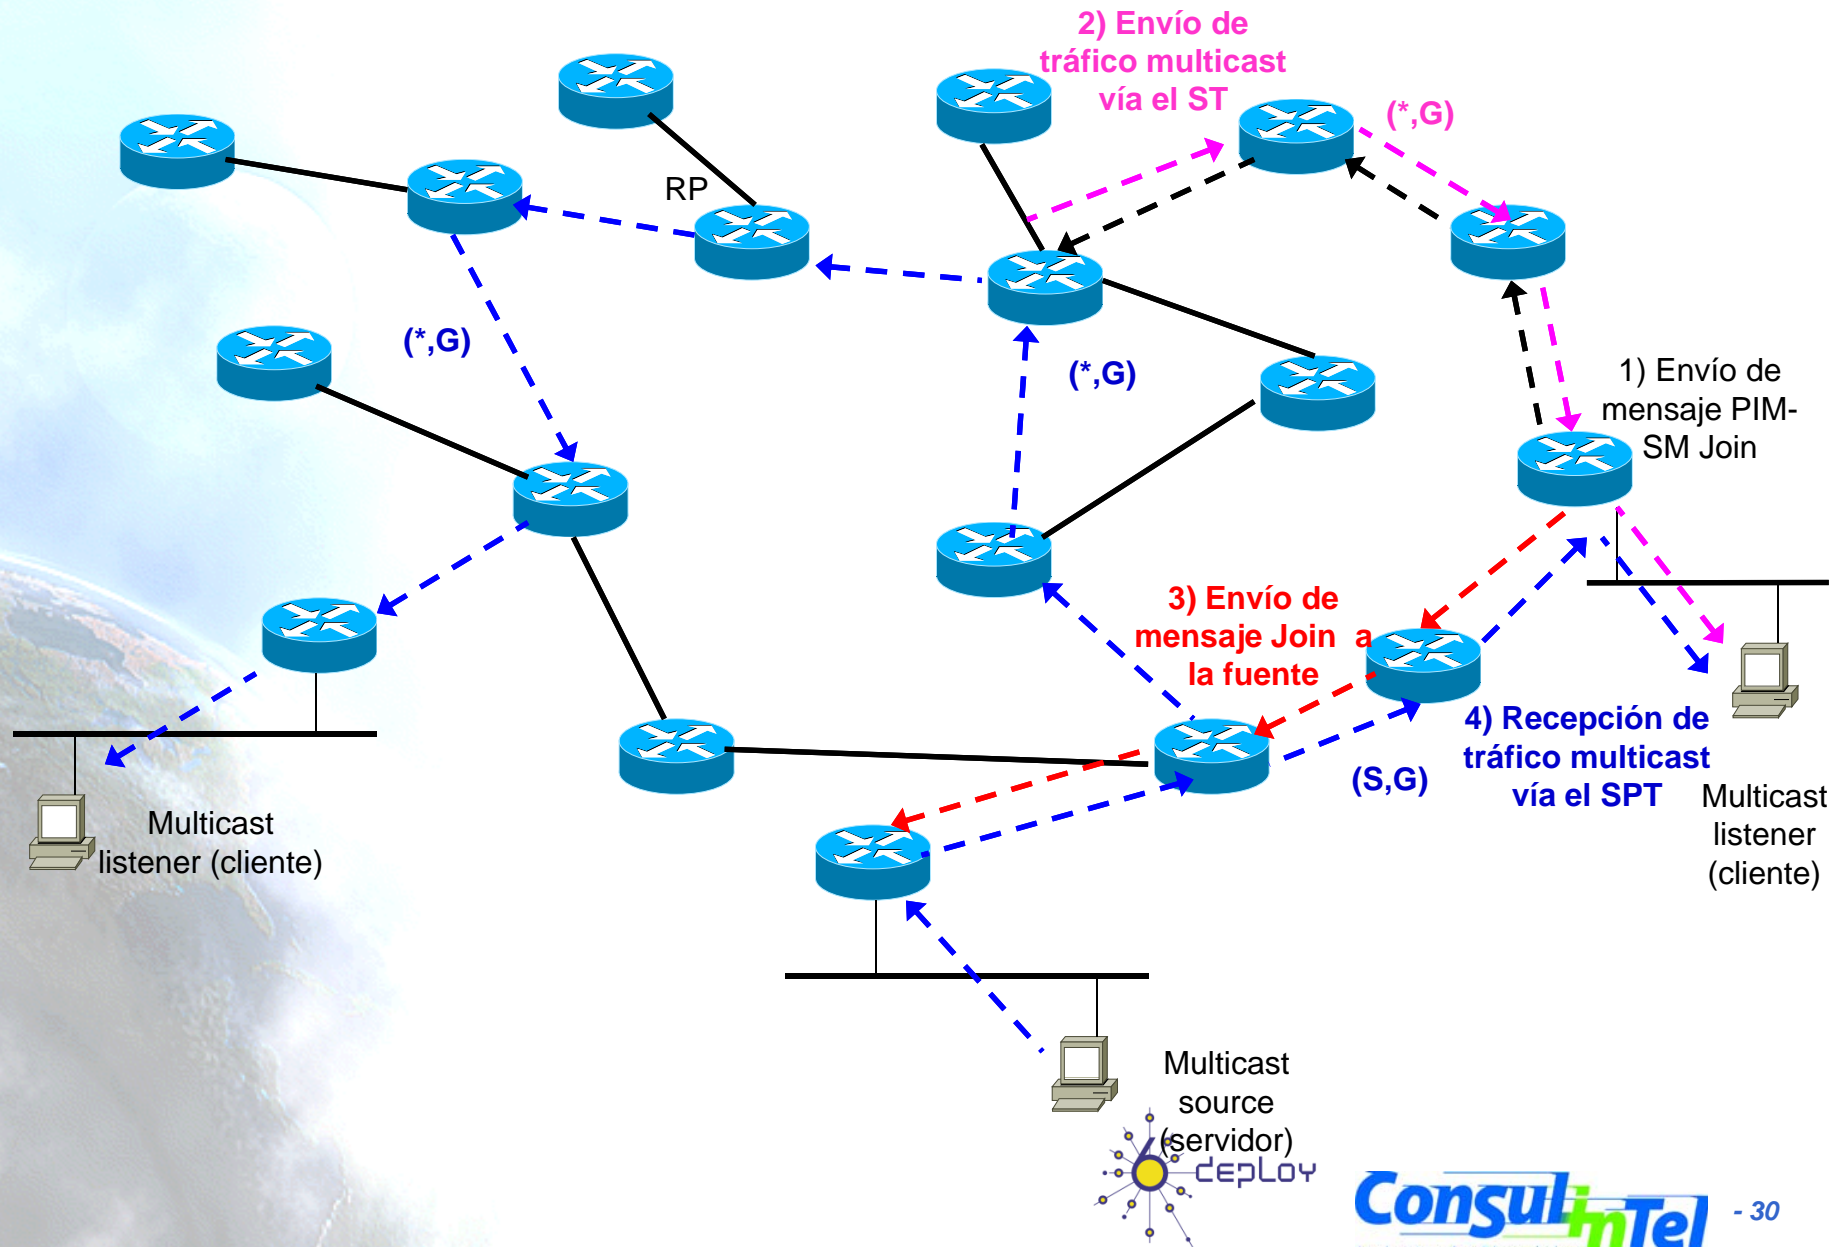 2) Envío de
tráfico multicast
vía el ST
(*,G)
RP
(*,G)
(*,G)
1) Envío de
mensaje PIM-
SM Join
3) Envío de
mensaje Join a
la fuente
4) Recepción de
tráfico multicast
vía el SPT
(S,G)
Multicast
listener
(cliente)
Multicast
listener (cliente)
Multicast
source
(servidor)
6 deploy
ConsulinTel
- 30